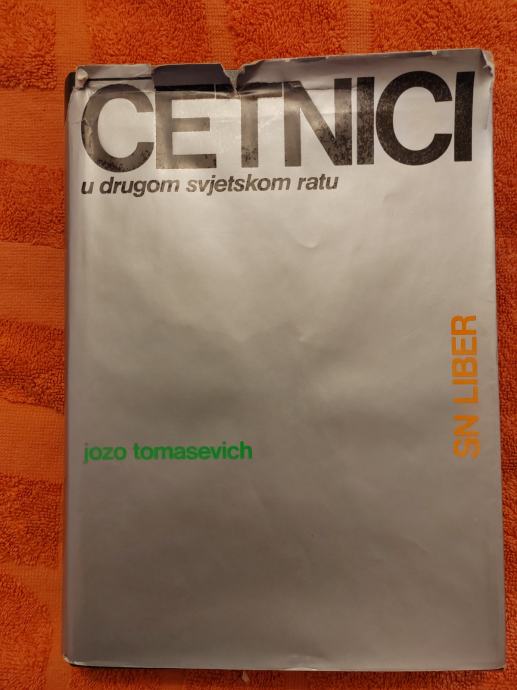 CETNICI
u drugom svjetskom ratu
SN LIBER
jozo tomasevich